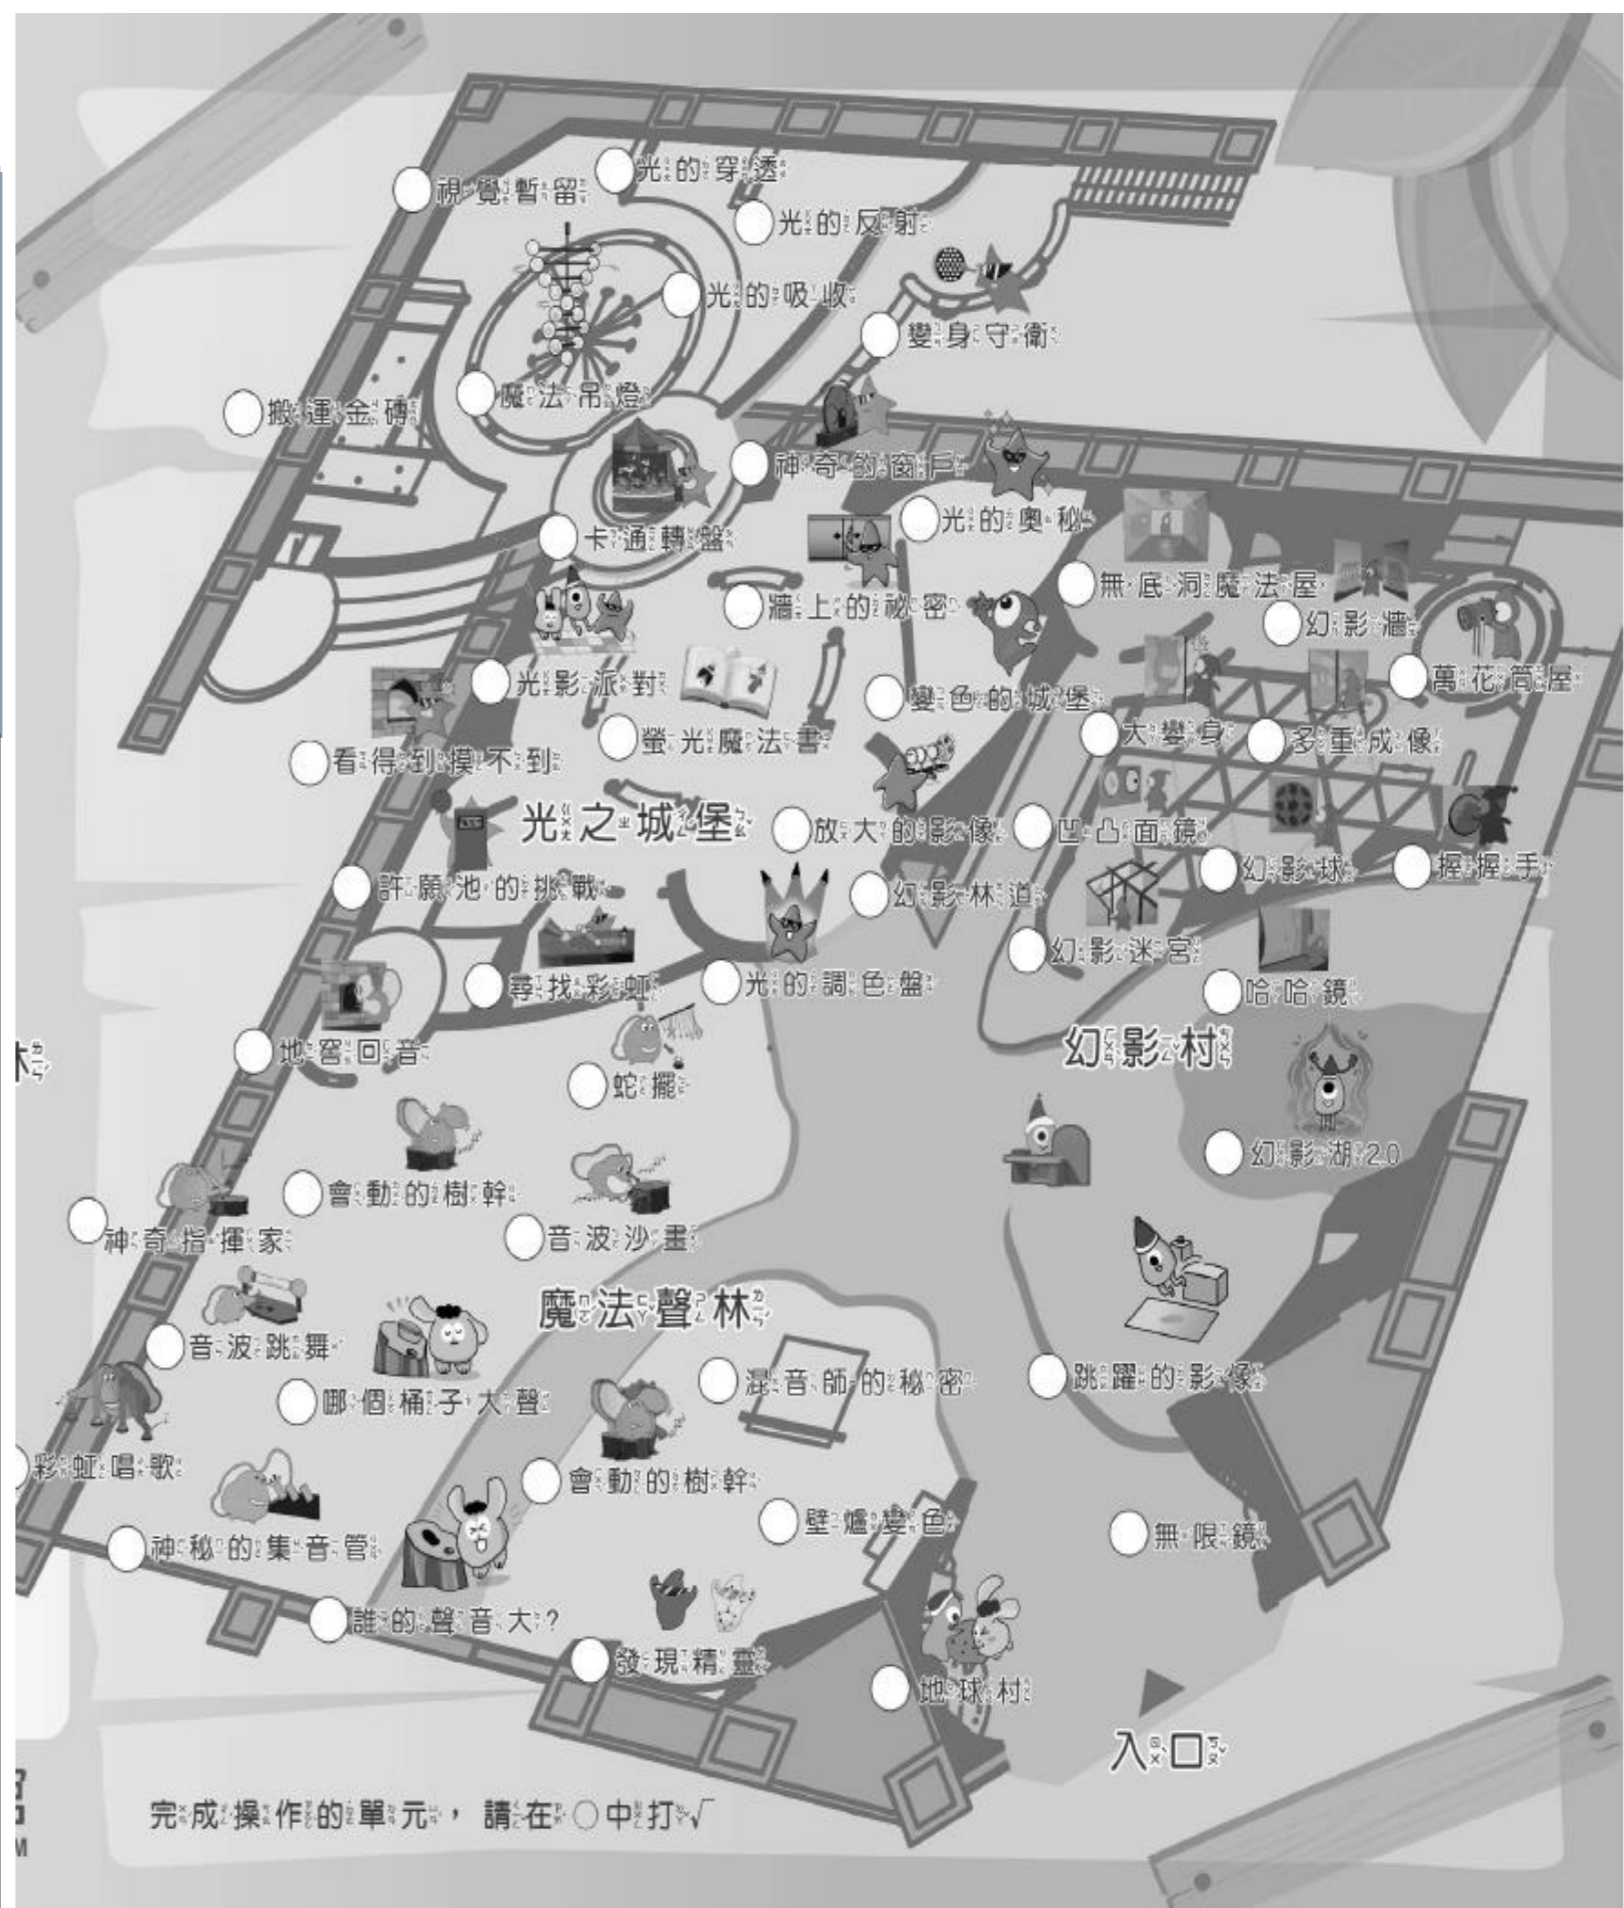 光的穿透
視覺暫留
光的反射
光的吸收
變身守衛
魔法吊燈
搬運金磚
神奇的窗戶
光的奧秘
卡通轉盤
無底洞魔法屋
牆上的祕密
幻影牆
光影派對
萬花筒屋
變色的城堡
螢光魔法書
大變身
多重成像
看得到摸不到
光之城堡
放大的影像
凹凸面鏡
幻影球
握握手
許願池的挑戰
幻影林道
幻影迷宮
尋找彩虹
光的調色盤
哈哈鏡
地窖回音
幻影村
林
蛇擺
幻影湖2.0
會動的樹幹
神奇指揮家
音波沙畫
魔法聲林
音波跳舞
混音師的秘密
跳躍的影像
哪個桶子大聲
彩虹唱歌
會動的樹幹
壁爐變色
無限鏡
神秘的集音管
誰的聲音大?
發現精靈
地球村
入口
完成操作的單元，請在○中打√
M